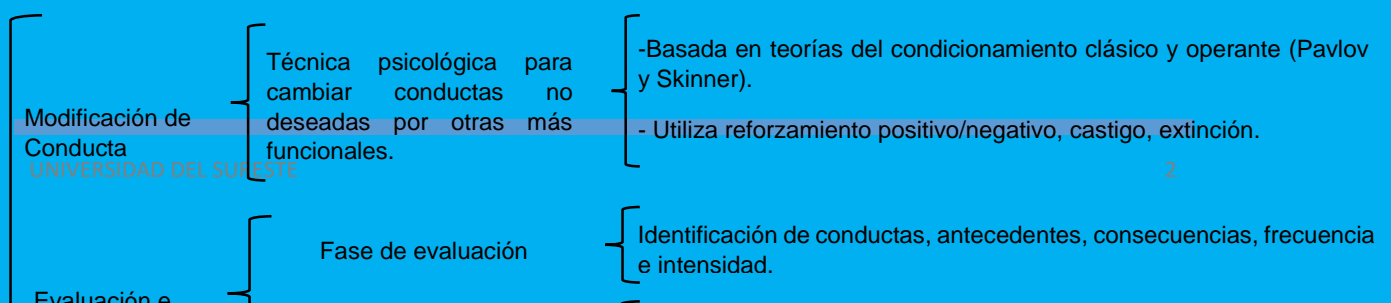 Modificación de
Conducta
Técnica psicológica para
cambiar conductas no
deseadas por otras más
funcionales.
-Basada en teorías del condicionamiento clásico y operante (Pavlov
y Skinner).
- Utiliza reforzamiento positivo/negativo, castigo, extinción.
UNIVERSIDAD DEL SURESTE 2
Fase de evaluación
Identificación de conductas, antecedentes, consecuencias, frecuencia
e intensidad.
Evaluación e